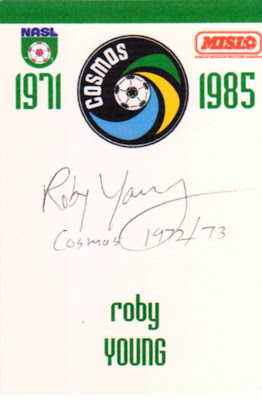 NASL
MISL
1971 COSMOS 1985
Roby Young
Cosmos 1972/73
roby
YOUNG